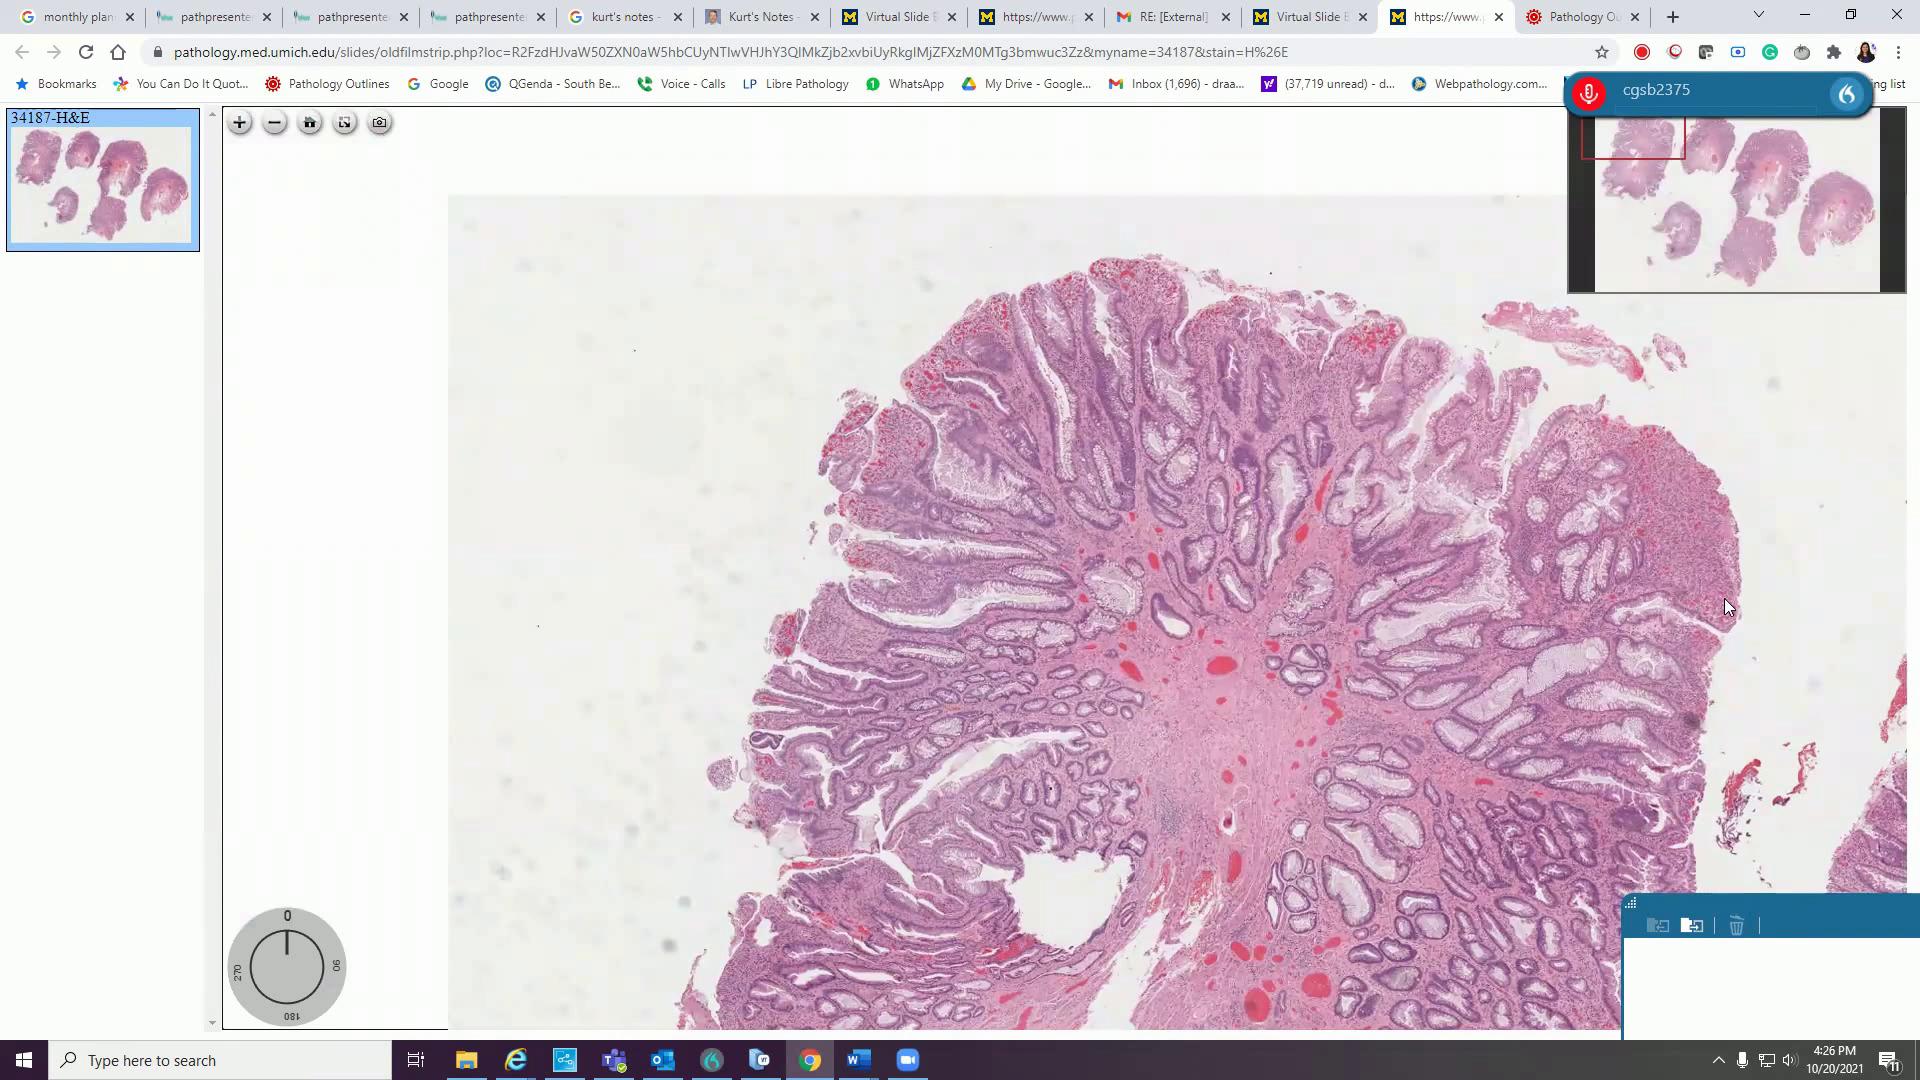 monthly plan
pathpresente
pathpresente
pathpresente
kurt's notes -
Kurt's Notes -
Virtual Slide B
https://www.p
RE: [External]
Virtual Slide B
https://www.p
Pathology Ou
pathology.med.umich.edu/slides/oldfilmstrip.php?loc=R2FzdHJvaW50ZXN0aW5hbCUyNTIwVHJhY3QlMkZjb2xvbiUyRkglMjZFXzM0MTg3bmwuc3Zz&myname=34187&stain=H%26E
Bookmarks
You Can Do It Quot...
Pathology Outlines
Google
QGenda - South Be...
Voice - Calls
LP Libre Pathology
WhatsApp
My Drive - Google...
Inbox (1,696) - draa...
(37,719 unread) - d...
Webpathology.com...
ing list
cgsb2375
34187-H&E
0
90
180
270
Type here to search
4:26 PM
10/20/2021
11